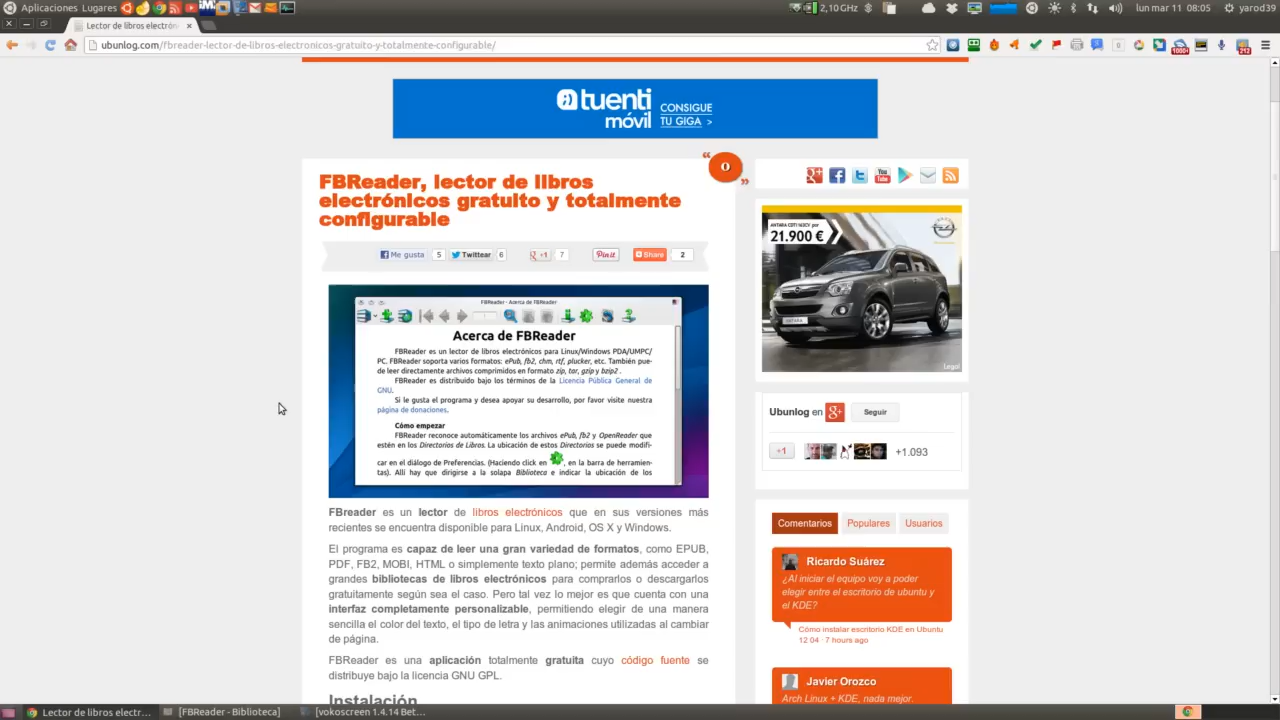 Aplicaciones Lugares
2,10GHz
lun mar 11, 08:05
yarod39
Lector de libros electrónic
ubunlog.com/fbreader-lector-de-libros-electronicos-gratuito-y-totalmente-configurable/
tuenti
móvil
CONSIGUE
TU GIGA >
“ 0 ”
FBReader, lector de libros
electrónicos gratuito y totalmente
configurable
Me gusta 5 Twittear 6 +1 7 Pin it Share 2
FBReader - Acerca de FBReader
Acerca de FBReader
FBReader es un lector de libros electrónicos para Linux/Windows PDA/UMPC/
PC. FBReader soporta varios formatos: ePub, fb2, chm, rtf, plucker, etc. También pue-
de leer directamente archivos comprimidos en formato zip, tar, gzip y bzip2 .
FBReader es distribuido bajo los términos de la Licencia Pública General de
GNU.
Si le gusta el programa y desea apoyar su desarrollo, por favor visite nuestra
página de donaciones.
Cómo empezar
FBReader reconoce automáticamente los archivos ePub, fb2 y OpenReader que
estén en los Directorios de Libros. La ubicación de estos Directorios se puede modifi-
car en el diálogo de Preferencias. (Haciendo click en , en la barra de herramien-
tas). Allí hay que dirigirse a la solapa Biblioteca e indicar la ubicación de los
FBreader es un lector de libros electrónicos que en sus versiones más
recientes se encuentra disponible para Linux, Android, OS X y Windows.
El programa es capaz de leer una gran variedad de formatos, como EPUB,
PDF, FB2, MOBI, HTML o simplemente texto plano; permite además acceder a
grandes bibliotecas de libros electrónicos para comprarlos o descargarlos
gratuitamente según sea el caso. Pero tal vez lo mejor es que cuenta con una
interfaz completamente personalizable, permitiendo elegir de una manera
sencilla el color del texto, el tipo de letra y las animaciones utilizadas al cambiar
de página.
FBReader es una aplicación totalmente gratuita cuyo código fuente se
distribuye bajo la licencia GNU GPL.
Instalación
You
Tube
ANTARA CDTI 163CV por
21.900 €
ANTARA
Legal
Ubunlog en Seguir
+1 +1.093
Comentarios Populares Usuarios
Ricardo Suárez
¿Al iniciar el equipo voy a poder
elegir entre el escritorio de ubuntu y
el KDE?
Cómo instalar escritorio KDE en Ubuntu
12 04 · 7 hours ago
Javier Orozco
Arch Linux + KDE, nada mejor.
Lector de libros electr...
[FBReader - Biblioteca]
[vokoscreen 1.4.14 Bet...